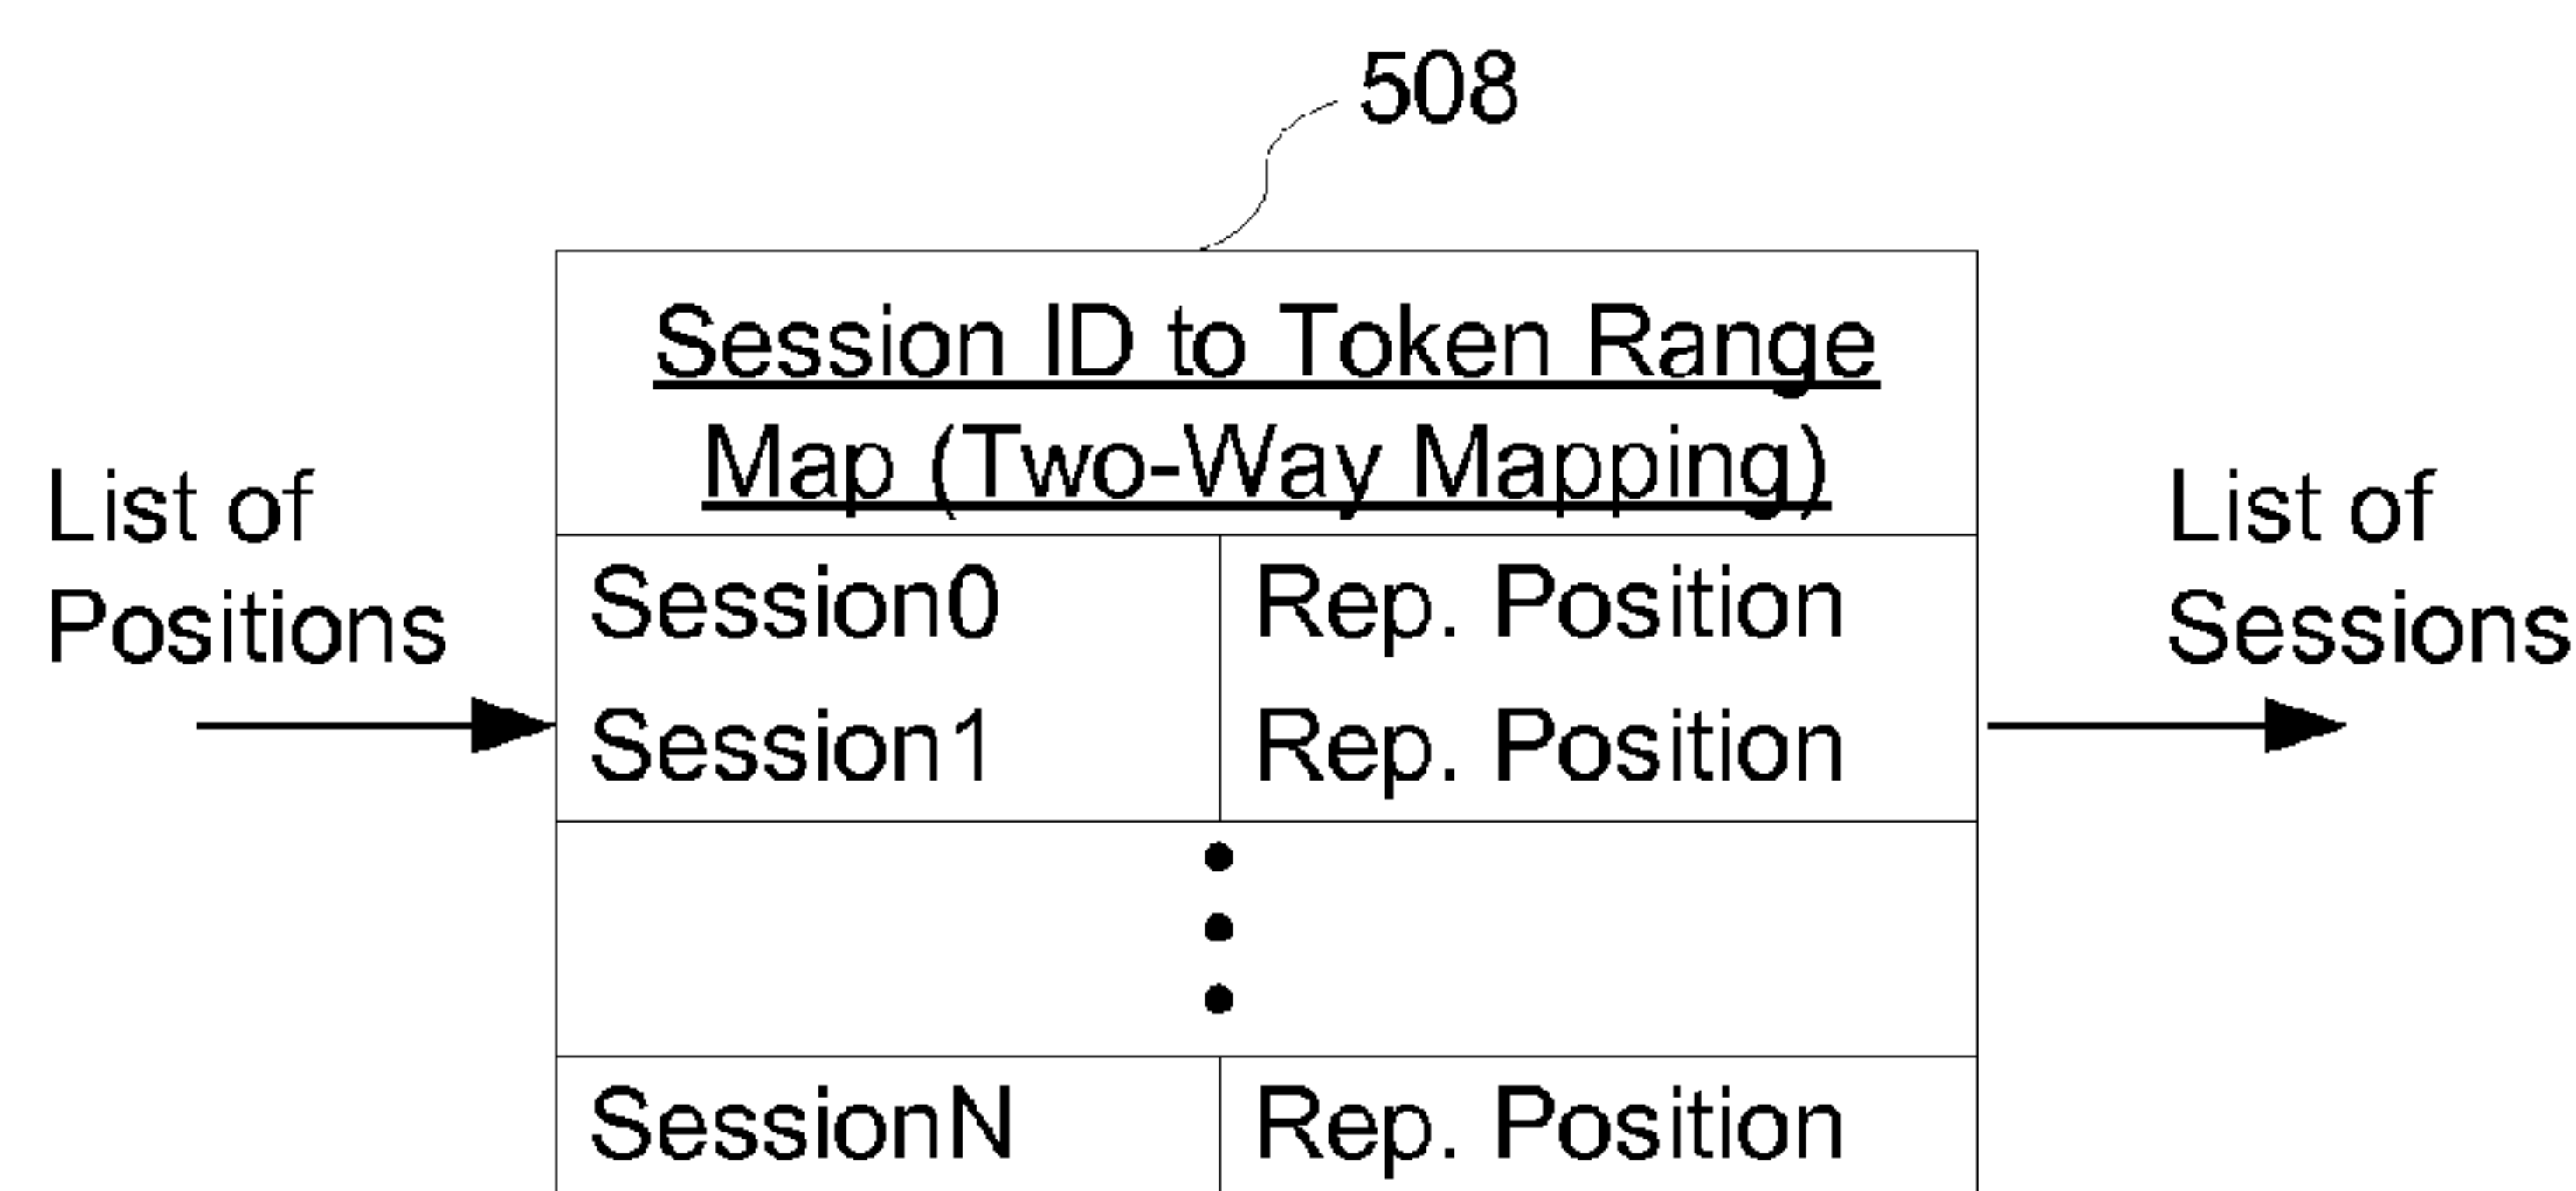 508
Session ID to Token Range
Map (Two-Way Mapping)
List of
Positions
Session0 Rep. Position
Session1 Rep. Position
SessionN Rep. Position
List of
Sessions